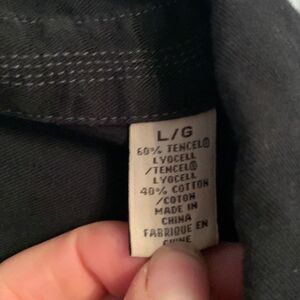 L/G
60% TENCEL®
LYOCELL
/TENCEL®
LYOCELL
40% COTTON
/COTON
MADE IN
CHINA
FABRIQUE EN
CHINE